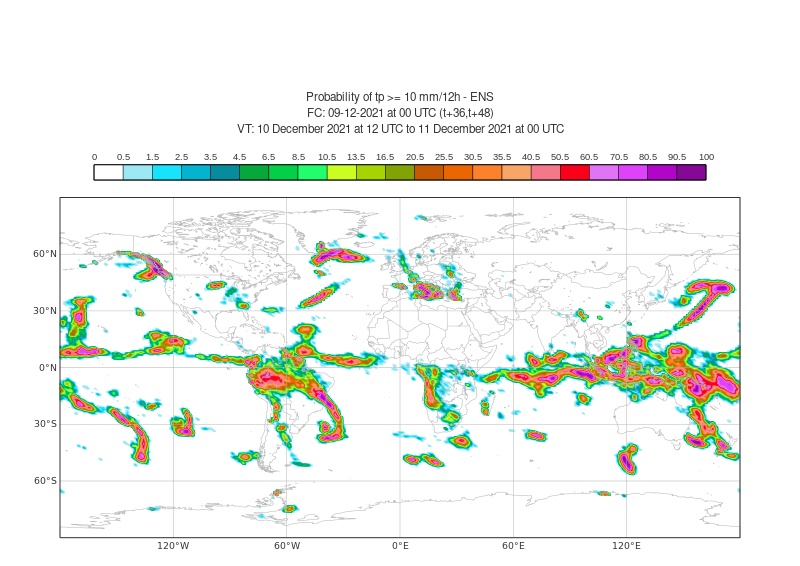 Probability of tp >= 10 mm/12h - ENS
FC: 09-12-2021 at 00 UTC (t+36,t+48)
VT: 10 December 2021 at 12 UTC to 11 December 2021 at 00 UTC
0 0.5 1.5 2.5 3.5 4.5 6.5 8.5 10.5 13.5 16.5 20.5 25.5 30.5 35.5 40.5 50.5 60.5 70.5 80.5 90.5 100
60°N
30°N
0°N
30°S
60°S
120°W 60°W 0°E 60°E 120°E